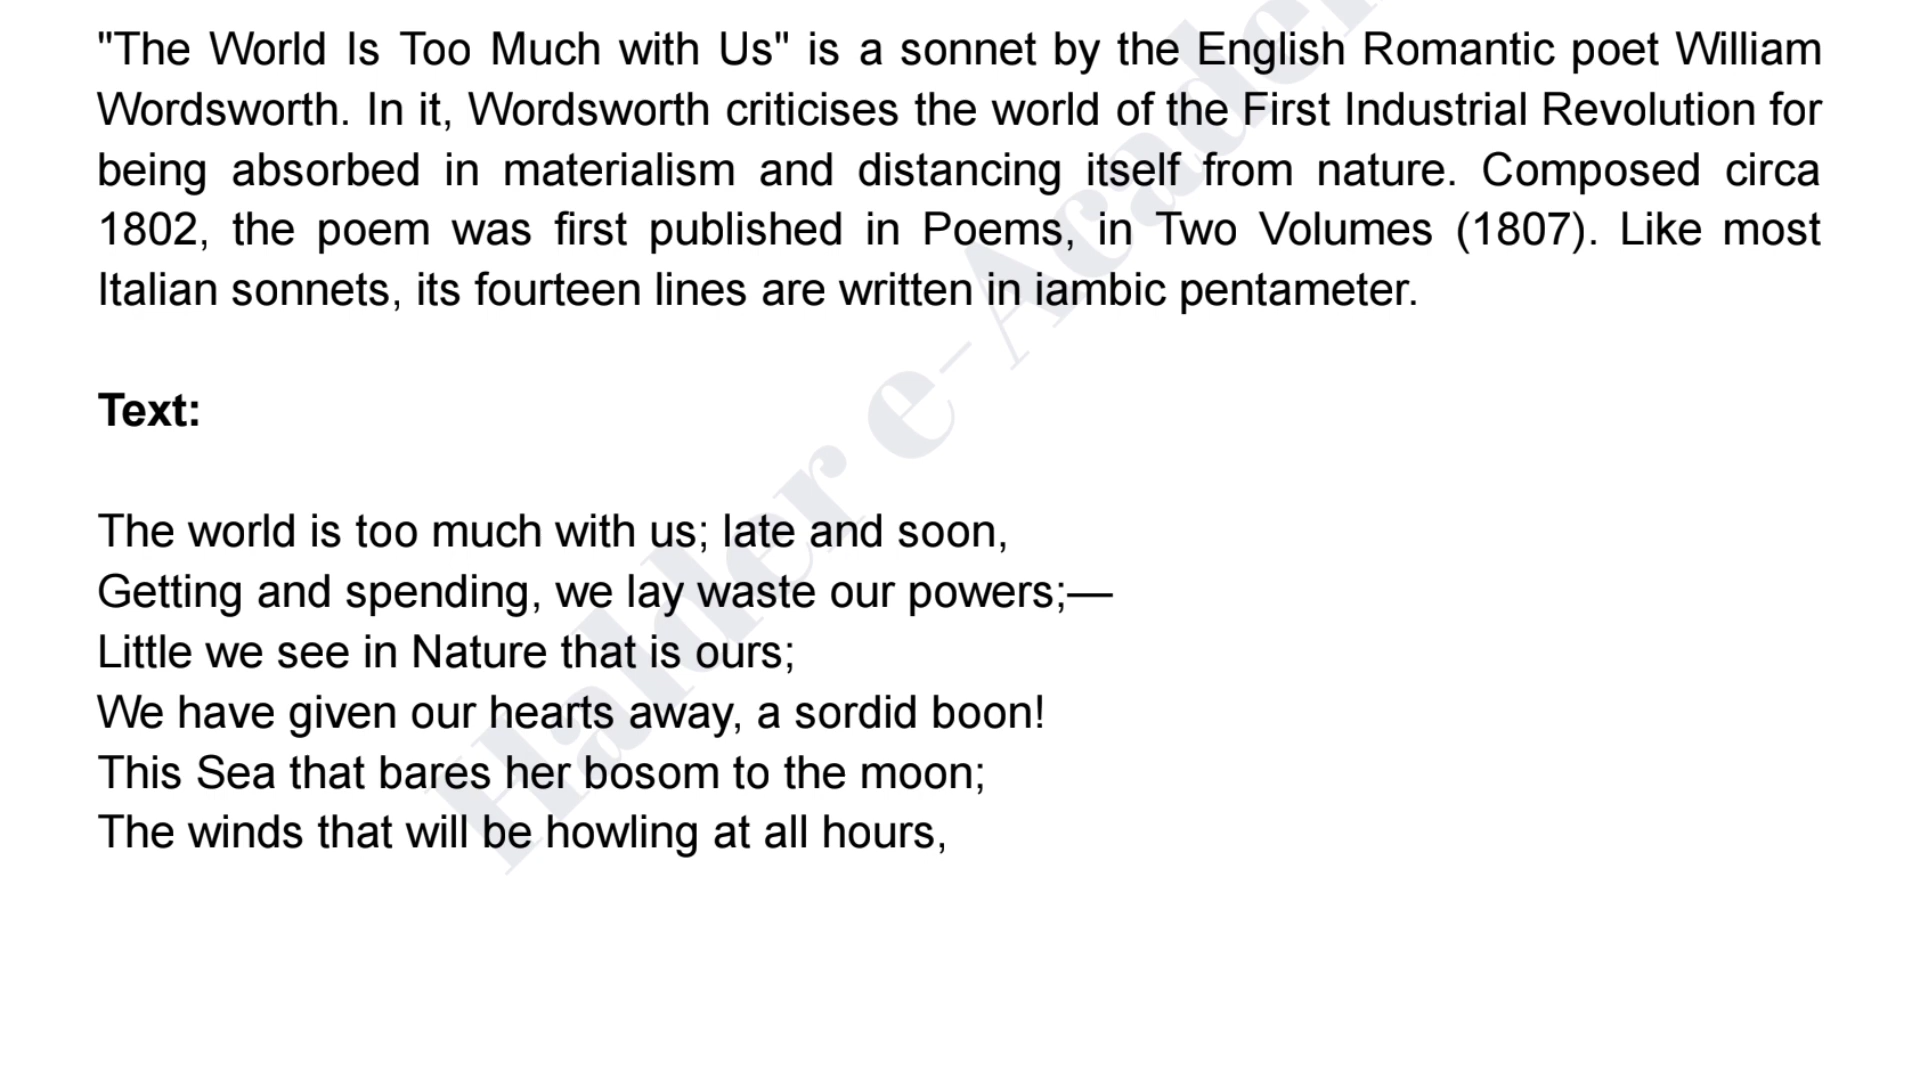 "The World Is Too Much with Us" is a sonnet by the English Romantic poet William
Wordsworth. In it, Wordsworth criticises the world of the First Industrial Revolution for
being absorbed in materialism and distancing itself from nature. Composed circa
1802, the poem was first published in Poems, in Two Volumes (1807). Like most
Italian sonnets, its fourteen lines are written in iambic pentameter.
Text:
The world is too much with us; late and soon,
Getting and spending, we lay waste our powers;—
Little we see in Nature that is ours;
We have given our hearts away, a sordid boon!
This Sea that bares her bosom to the moon;
The winds that will be howling at all hours,
Halder e-Academ